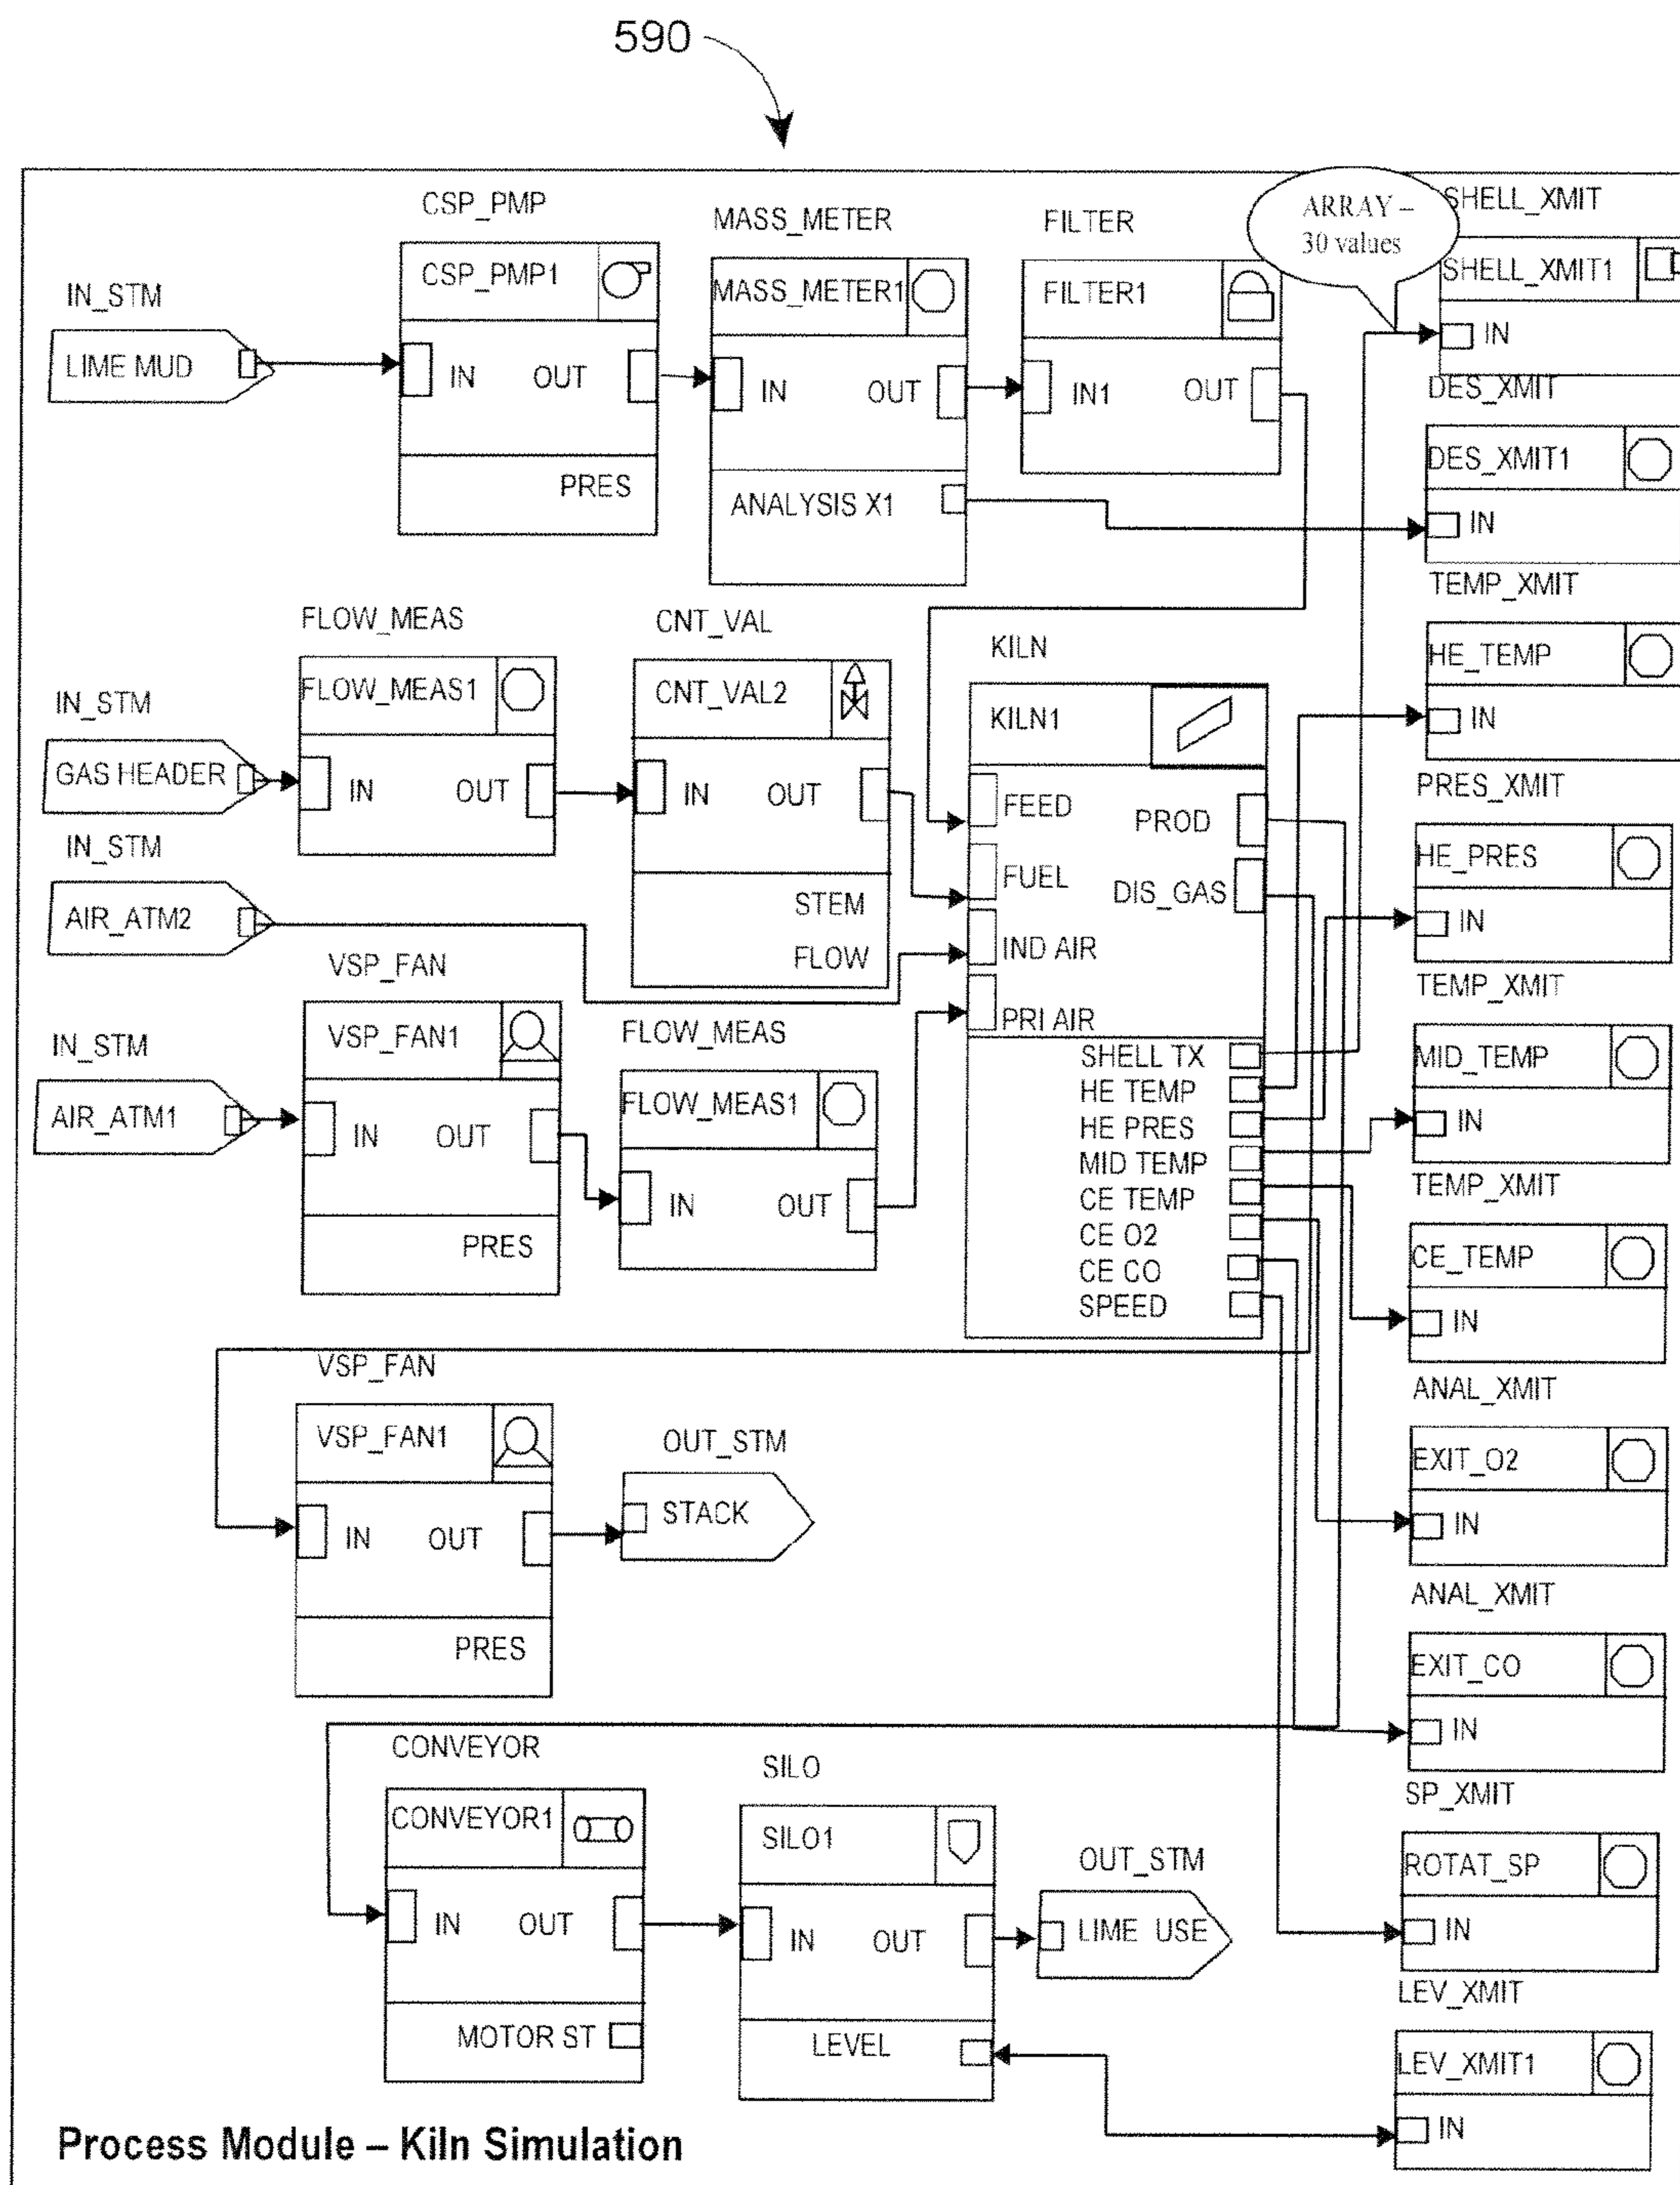 590
CSP_PMP
MASS_METER
FILTER
ARRAY –
30 values
SHELL_XMIT
IN_STM
LIME MUD
CSP_PMP1
IN OUT
PRES
MASS_METER1
IN OUT
ANALYSIS X1
FILTER1
IN1 OUT
SHELL_XMIT1
IN
DES_XMIT
DES_XMIT1
IN
FLOW_MEAS
CNT_VAL
KILN
TEMP_XMIT
HE_TEMP
IN
IN_STM
GAS HEADER
FLOW_MEAS1
IN OUT
CNT_VAL2
IN OUT
STEM
FLOW
KILN1
FEED
FUEL
IND AIR
PRI AIR
PROD
DIS_GAS
SHELL TX
HE TEMP
HE PRES
MID TEMP
CE TEMP
CE O2
CE CO
SPEED
PRES_XMIT
HE_PRES
IN
IN_STM
AIR_ATM2
VSP_FAN
VSP_FAN1
IN OUT
PRES
FLOW_MEAS
FLOW_MEAS1
IN OUT
IN_STM
AIR_ATM1
TEMP_XMIT
MID_TEMP
IN
TEMP_XMIT
CE_TEMP
IN
VSP_FAN
VSP_FAN1
IN OUT
PRES
OUT_STM
STACK
ANAL_XMIT
EXIT_O2
IN
ANAL_XMIT
EXIT_CO
IN
CONVEYOR
CONVEYOR1
IN OUT
MOTOR ST
SILO
SILO1
IN OUT
LEVEL
OUT_STM
LIME USE
SP_XMIT
ROTAT_SP
IN
LEV_XMIT
LEV_XMIT1
IN
Process Module – Kiln Simulation